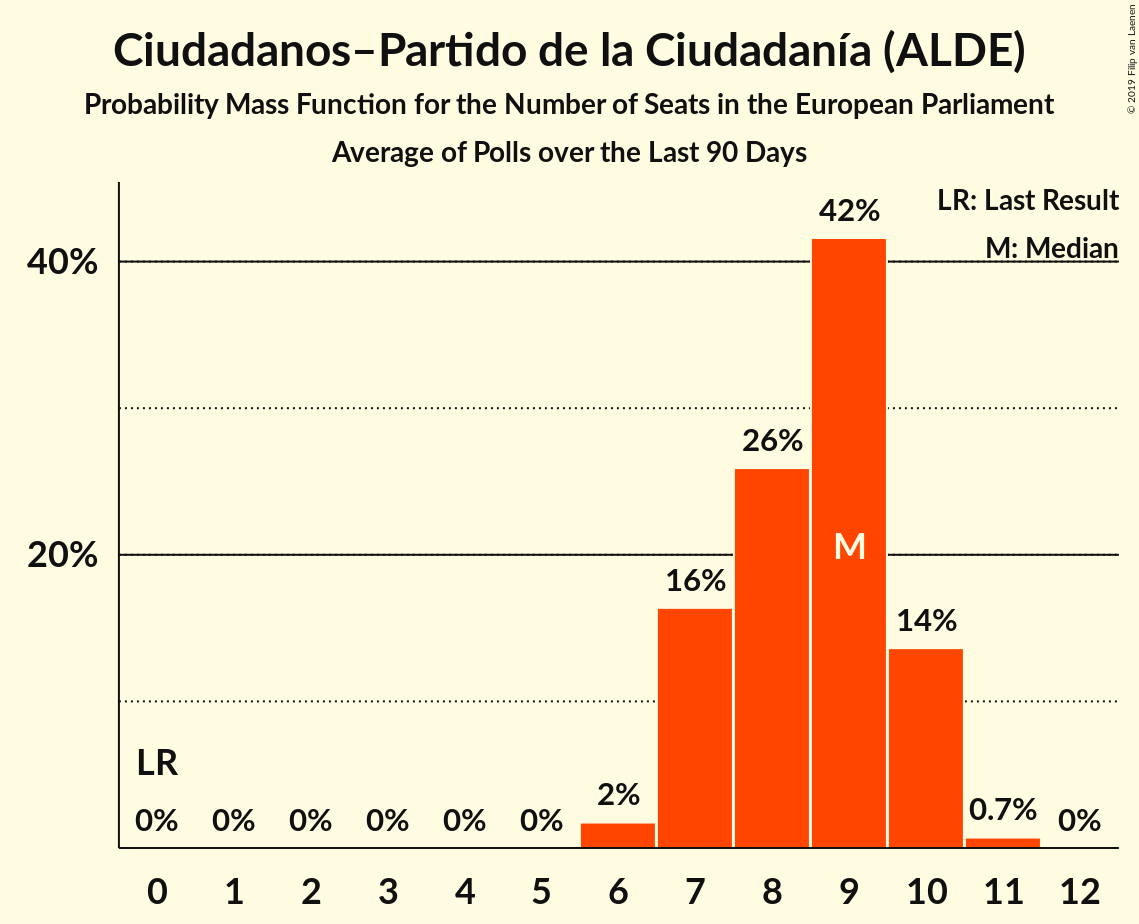 Ciudadanos–Partido de la Ciudadanía (ALDE)
Probability Mass Function for the Number of Seats in the European Parliament
Average of Polls over the Last 90 Days
© 2019 Filip van Laenen
LR: Last Result
M: Median
42%
40%
26%
M
20%
16%
14%
LR
0% 0% 0% 0% 0% 0% 2% 0.7% 0%
0 1 2 3 4 5 6 7 8 9 10 11 12